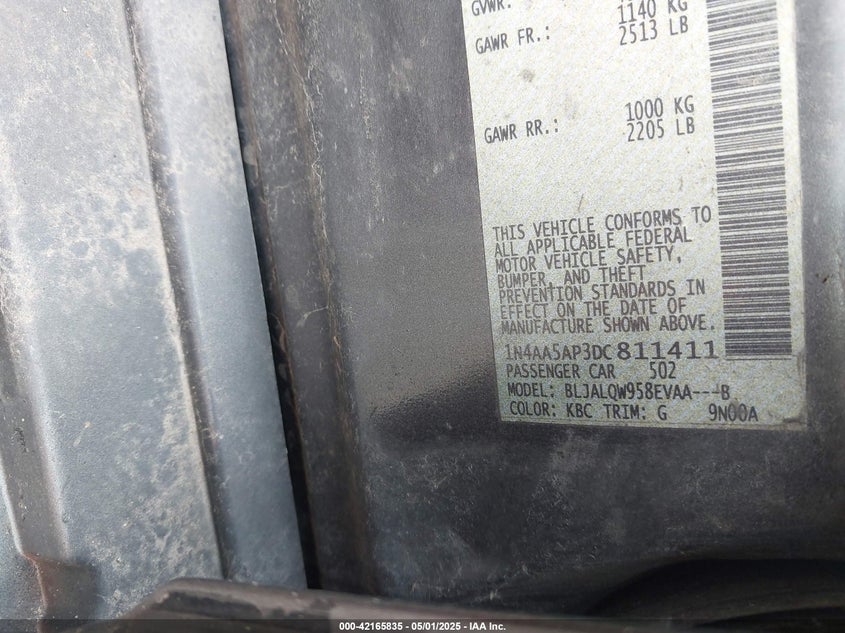 GVWR:
1140 KG
GAWR FR.: 2513 LB
1000 KG
GAWR RR.: 2205 LB
THIS VEHICLE CONFORMS TO
ALL APPLICABLE FEDERAL
MOTOR VEHICLE SAFETY,
BUMPER, AND THEFT
PREVENTION STANDARDS IN
EFFECT ON THE DATE OF
MANUFACTURE SHOWN ABOVE.
1N4AA5AP3DC811411
PASSENGER CAR 502
MODEL: BLJALQW958EVAA---B
COLOR: KBC TRIM: G 9N00A
000-42165835 - 05/01/2025 - IAA Inc.